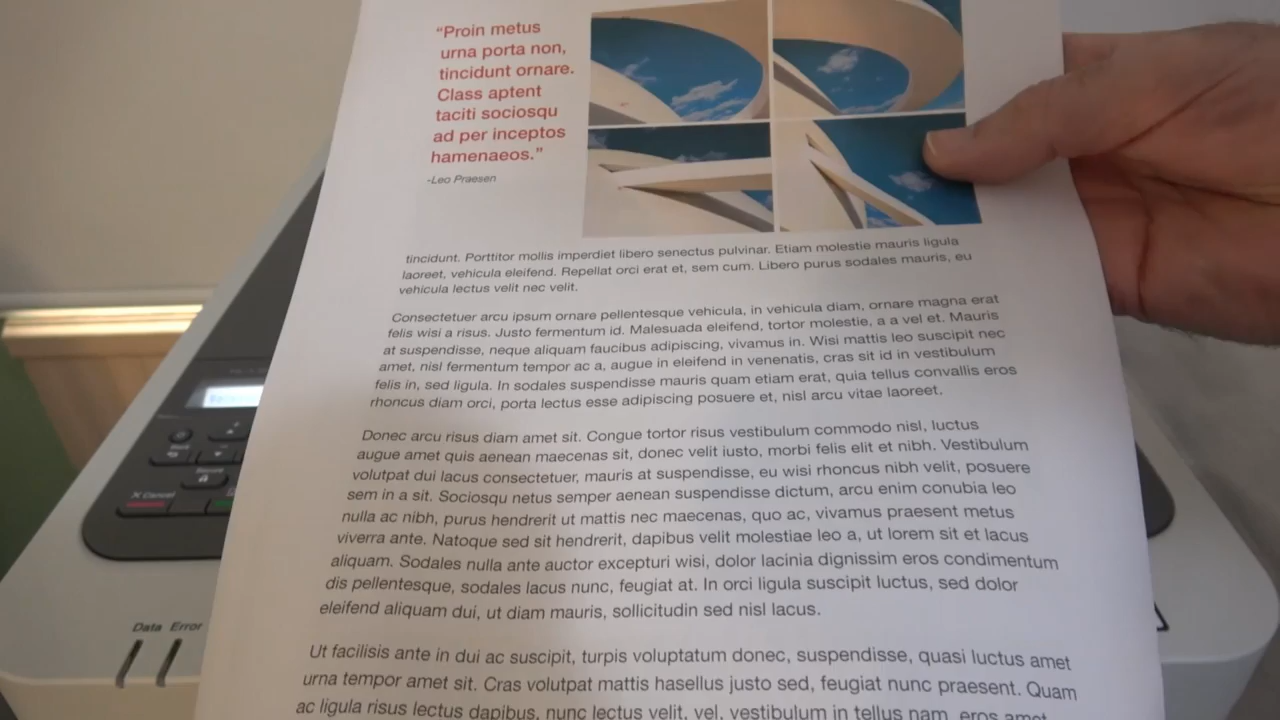 “Proin metus
urna porta non,
tincidunt ornare.
Class aptent
taciti sociosqu
ad per inceptos
hamenaeos.”
-Leo Praesen
tincidunt. Porttitor mollis imperdiet libero senectus pulvinar. Etiam molestie mauris ligula
laoreet, vehicula eleifend. Repellat orci erat et, sem cum. Libero purus sodales mauris, eu
vehicula lectus velit nec velit.
Consectetuer arcu ipsum ornare pellentesque vehicula, in vehicula diam, ornare magna erat
felis wisi a risus. Justo fermentum id. Malesuada eleifend, tortor molestie, a a vel et. Mauris
at suspendisse, neque aliquam faucibus adipiscing, vivamus in. Wisi mattis leo suscipit nec
amet, nisl fermentum tempor ac a, augue in eleifend in venenatis, cras sit id in vestibulum
felis in, sed ligula. In sodales suspendisse mauris quam etiam erat, quia tellus convallis eros
rhoncus diam orci, porta lectus esse adipiscing posuere et, nisl arcu vitae laoreet.
Donec arcu risus diam amet sit. Congue tortor risus vestibulum commodo nisl, luctus
augue amet quis aenean maecenas sit, donec velit iusto, morbi felis elit et nibh. Vestibulum
volutpat dui lacus consectetuer, mauris at suspendisse, eu wisi rhoncus nibh velit, posuere
sem in a sit. Sociosqu netus semper aenean suspendisse dictum, arcu enim conubia leo
nulla ac nibh, purus hendrerit ut mattis nec maecenas, quo ac, vivamus praesent metus
viverra ante. Natoque sed sit hendrerit, dapibus velit molestiae leo a, ut lorem sit et lacus
aliquam. Sodales nulla ante auctor excepturi wisi, dolor lacinia dignissim eros condimentum
dis pellentesque, sodales lacus nunc, feugiat at. In orci ligula suscipit luctus, sed dolor
eleifend aliquam dui, ut diam mauris, sollicitudin sed nisl lacus.
Ut facilisis ante in dui ac suscipit, turpis voluptatum donec, suspendisse, quasi luctus amet
urna tempor amet sit. Cras volutpat mattis hasellus justo sed, feugiat nunc praesent. Quam
ac ligula risus lectus dapibus, nunc lectus velit, vel, vestibulum in tellus nam, eros amet
X Cancel
Data Error